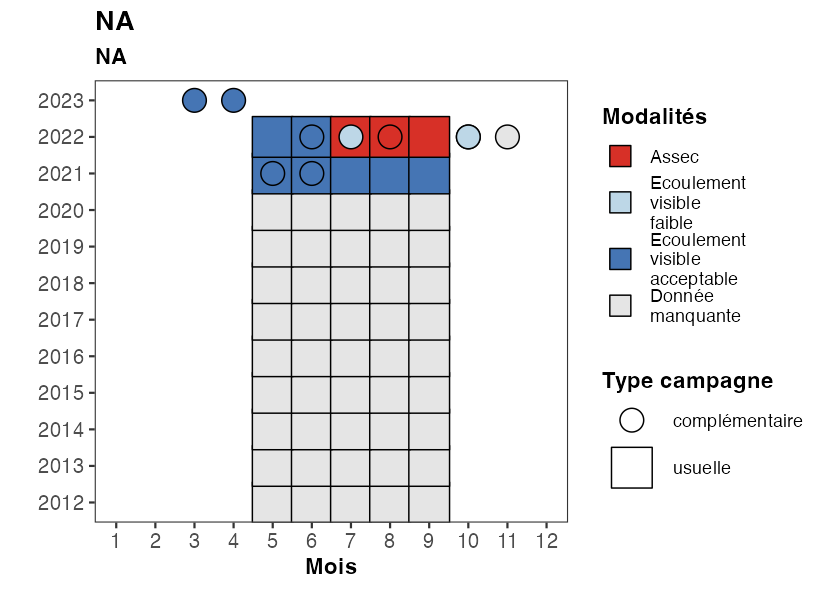 NA
NA
2023
2022
2021
2020
2019
2018
2017
2016
2015
2014
2013
2012
1 2 3 4 5 6 7 8 9 10 11 12
Mois
Modalités
Assec
Ecoulement
visible
faible
Ecoulement
visible
acceptable
Donnée
manquante
Type campagne
complémentaire
usuelle